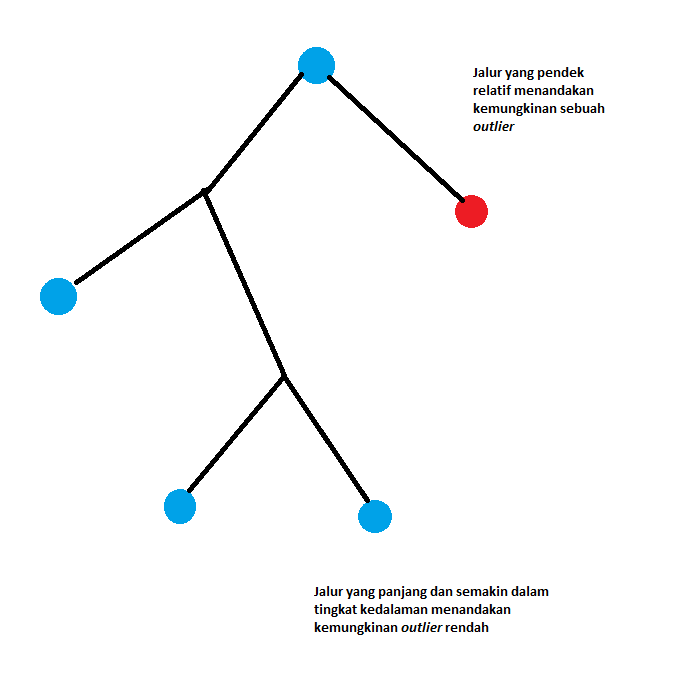 Jalur yang pendek
relatif menandakan
kemungkinan sebuah
outlier
Jalur yang panjang dan semakin dalam
tingkat kedalaman menandakan
kemungkinan outlier rendah